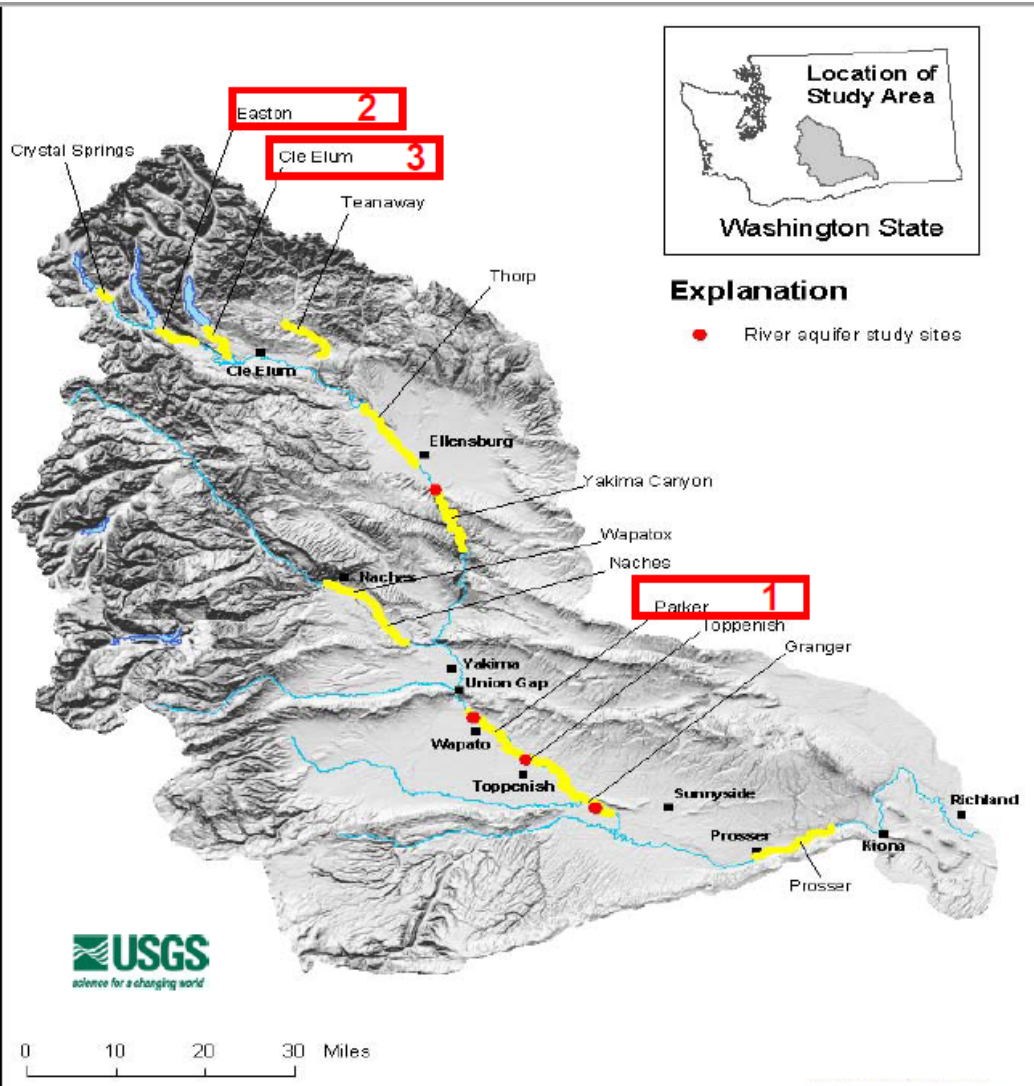 Location of
Study Area
Washington State
Explanation
River aquifer study sites
Easton 2
Cle Elum 3
Crystal Springs
Teanaway
Thorp
Cle Elum
Ellensburg
Yakima Canyon
Wapatox
Naches
Naches
Parker 1
Toppenish
Granger
Yakima
Union Gap
Wapato
Toppenish
Sunnyside
Richland
Prosser
Kiona
Prosser
USGS
science for a changing world
0 10 20 30 Miles